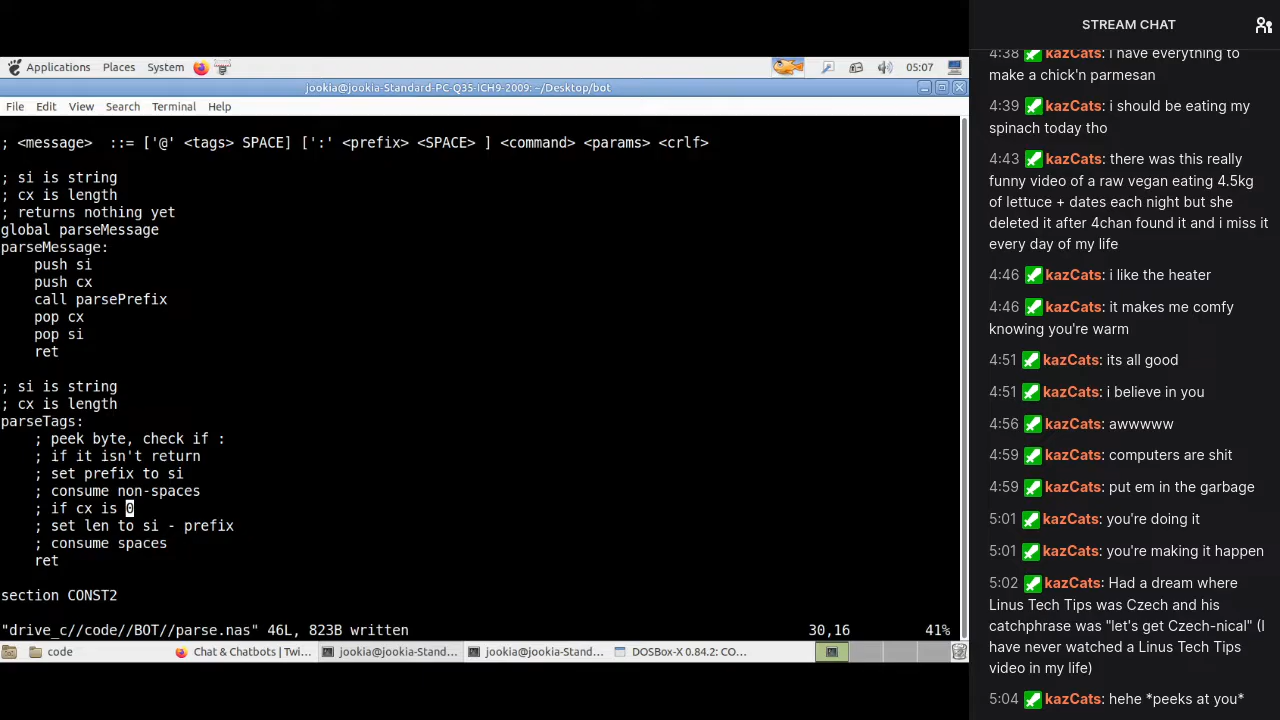 Applications Places System 05:07
jookia@jookia-Standard-PC-Q35-ICH9-2009: ~/Desktop/bot
File Edit View Search Terminal Help
; <message>  ::= ['@' <tags> SPACE] [':' <prefix> <SPACE> ] <command> <params> <crlf>
; si is string
; cx is length
; returns nothing yet
global parseMessage
parseMessage:
    push si
    push cx
    call parsePrefix
    pop cx
    pop si
    ret
; si is string
; cx is length
parseTags:
    ; peek byte, check if :
    ; if it isn't return
    ; set prefix to si
    ; consume non-spaces
    ; if cx is 0
    ; set len to si - prefix
    ; consume spaces
    ret
section CONST2
"drive_c//code//BOT//parse.nas" 46L, 823B written 30,16 41%
code Chat & Chatbots | Twi... jookia@jookia-Stand... jookia@jookia-Stand... DOSBox-X 0.84.2: CO...
STREAM CHAT
4:38 kazCats: i have everything to
make a chick'n parmesan
4:39 kazCats: i should be eating my
spinach today tho
4:43 kazCats: there was this really
funny video of a raw vegan eating 4.5kg
of lettuce + dates each night but she
deleted it after 4chan found it and i miss it
every day of my life
4:46 kazCats: i like the heater
4:46 kazCats: it makes me comfy
knowing you're warm
4:51 kazCats: its all good
4:51 kazCats: i believe in you
4:56 kazCats: awwwww
4:59 kazCats: computers are shit
4:59 kazCats: put em in the garbage
5:01 kazCats: you're doing it
5:01 kazCats: you're making it happen
5:02 kazCats: Had a dream where
Linus Tech Tips was Czech and his
catchphrase was "let's get Czech-nical" (I
have never watched a Linus Tech Tips
video in my life)
5:04 kazCats: hehe *peeks at you*